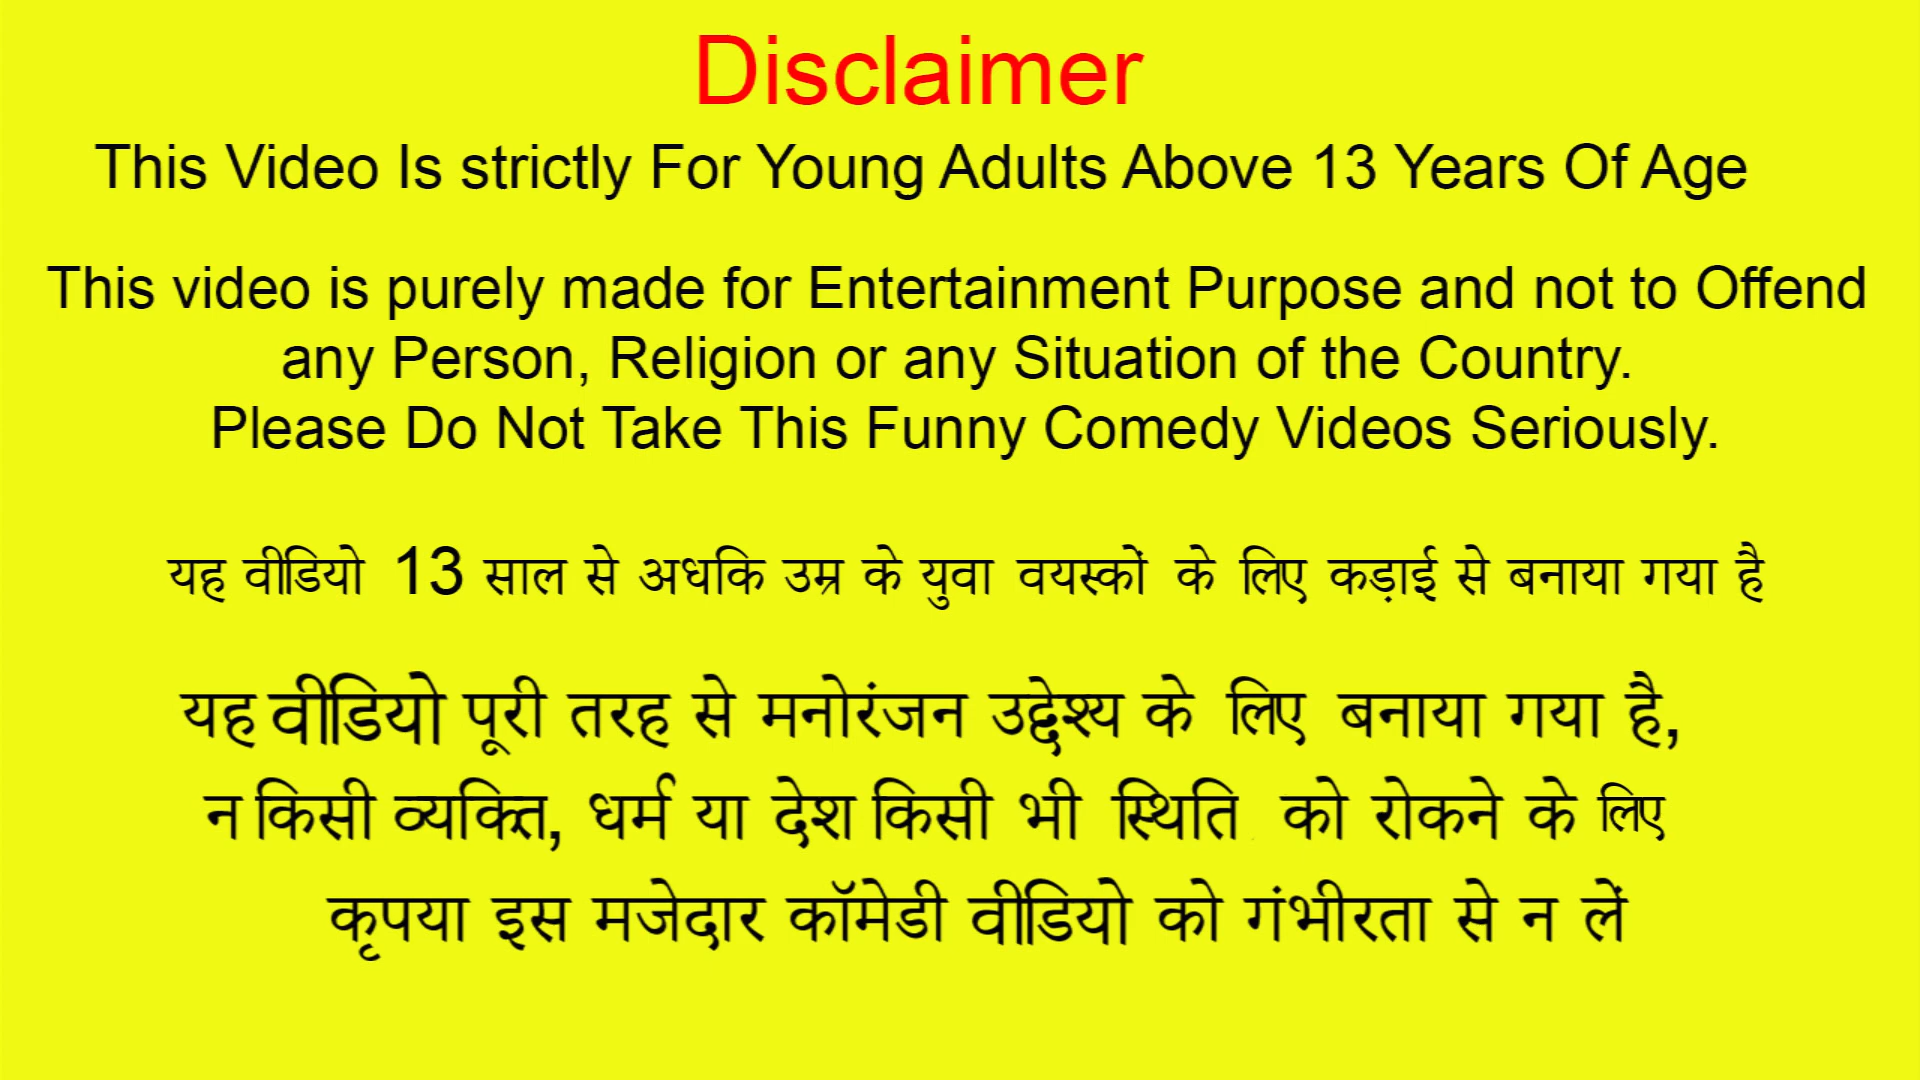 Disclaimer
This Video Is strictly For Young Adults Above 13 Years Of Age
This video is purely made for Entertainment Purpose and not to Offend
any Person, Religion or any Situation of the Country.
Please Do Not Take This Funny Comedy Videos Seriously.
यह वीडियो 13 साल से अधकि उम्र के युवा वयस्कों के लिए कड़ाई से बनाया गया है
यह वीडियो पूरी तरह से मनोरंजन उद्देश्य के लिए बनाया गया है,
न किसी व्यक्ति, धर्म या देश किसी भी स्थिति को रोकने के लिए
कृपया इस मजेदार कॉमेडी वीडियो को गंभीरता से न लें